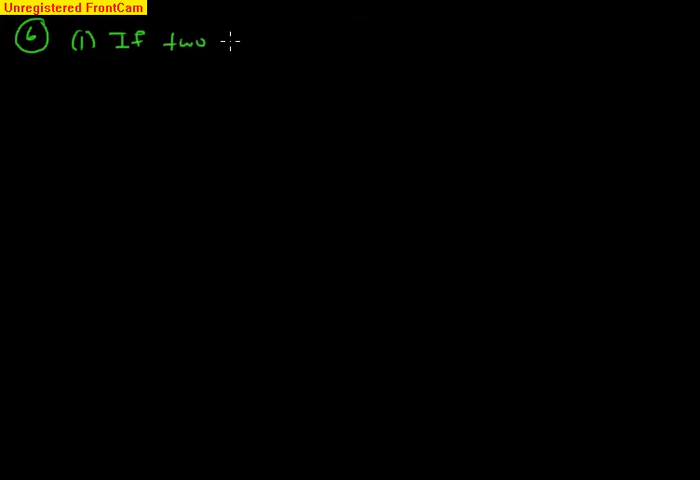 Unregistered FrontCam
6 (1) If two